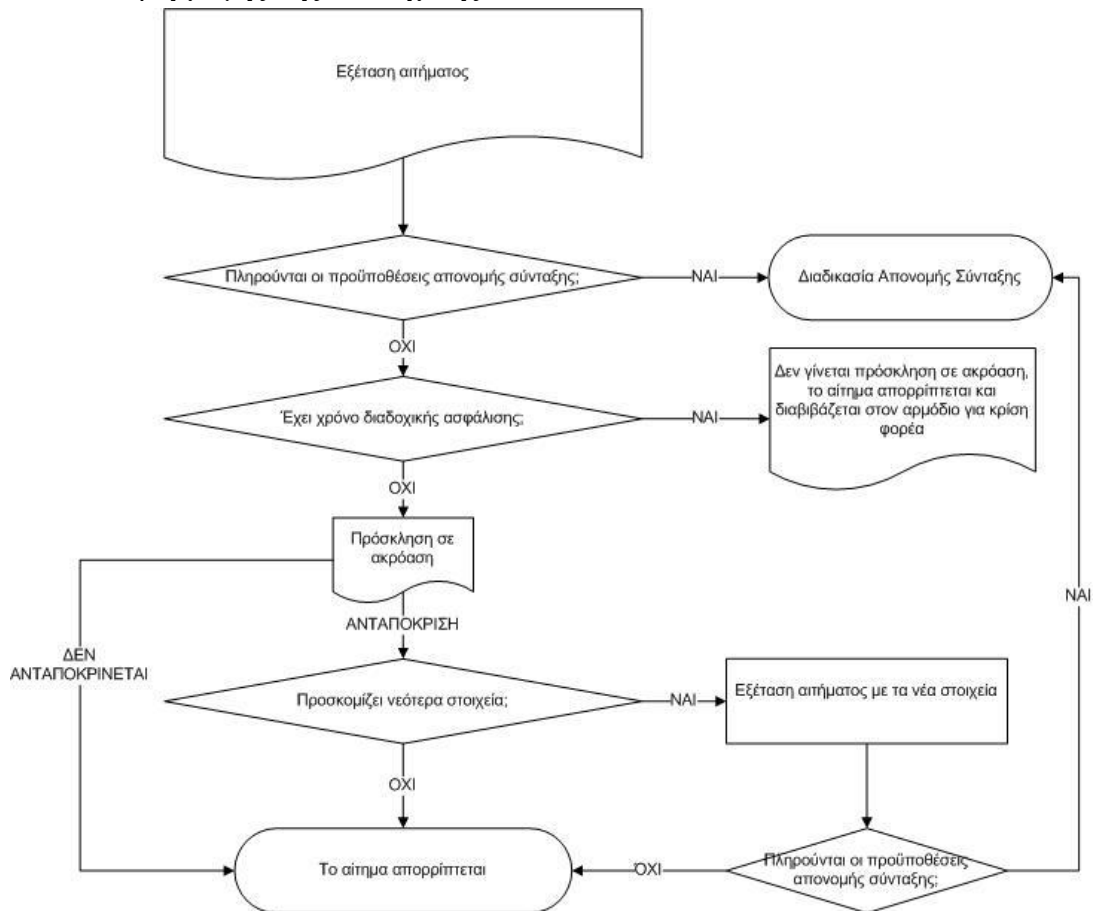 Εξέταση αιτήματος
Πληρούνται οι προϋποθέσεις απονομής σύνταξης;
ΝΑΙ
Διαδικασία Απονομής Σύνταξης
ΟΧΙ
Έχει χρόνο διαδοχικής ασφάλισης;
ΝΑΙ
Δεν γίνεται πρόσκληση σε ακρόαση,
το αίτημα απορρίπτεται και
διαβιβάζεται στον αρμόδιο για κρίση
φορέα
ΟΧΙ
Πρόσκληση σε
ακρόαση
ΝΑΙ
ΑΝΤΑΠΟΚΡΙΣΗ
ΔΕΝ
ΑΝΤΑΠΟΚΡΙΝΕΤΑΙ
Προσκομίζει νεότερα στοιχεία;
ΝΑΙ
Εξέταση αιτήματος με τα νέα στοιχεία
ΟΧΙ
Το αίτημα απορρίπτεται
ΌΧΙ
Πληρούνται οι προϋποθέσεις
απονομής σύνταξης;